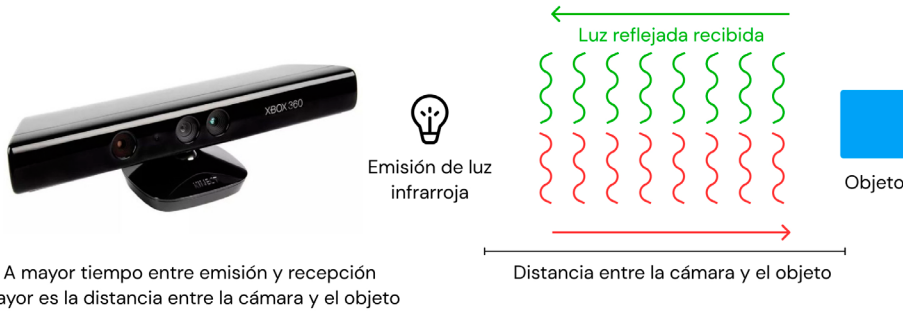 Luz reflejada recibida
XBOX 360
Emisión de luz
infrarroja
Objeto
A mayor tiempo entre emisión y recepción
ayor es la distancia entre la cámara y el objeto
Distancia entre la cámara y el objeto